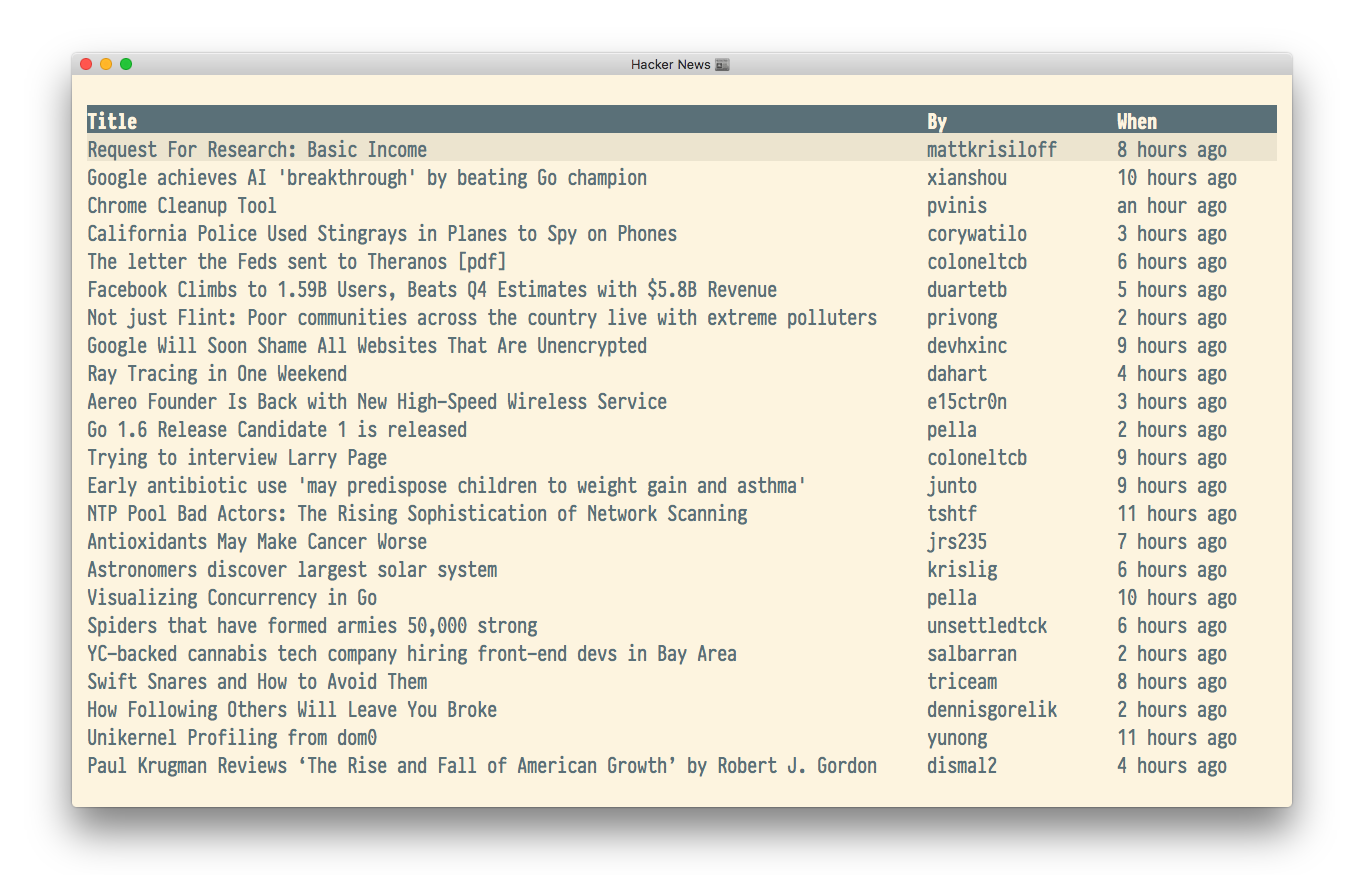 Hacker News
Title By When
Request For Research: Basic Income mattkrisiloff 8 hours ago
Google achieves AI 'breakthrough' by beating Go champion xianshou 10 hours ago
Chrome Cleanup Tool pvinis an hour ago
California Police Used Stingrays in Planes to Spy on Phones corywatilo 3 hours ago
The letter the Feds sent to Theranos [pdf] coloneltcb 6 hours ago
Facebook Climbs to 1.59B Users, Beats Q4 Estimates with $5.8B Revenue duartetb 5 hours ago
Not just Flint: Poor communities across the country live with extreme polluters privong 2 hours ago
Google Will Soon Shame All Websites That Are Unencrypted devhxinc 9 hours ago
Ray Tracing in One Weekend dahart 4 hours ago
Aereo Founder Is Back with New High-Speed Wireless Service e15ctr0n 3 hours ago
Go 1.6 Release Candidate 1 is released pella 2 hours ago
Trying to interview Larry Page coloneltcb 9 hours ago
Early antibiotic use 'may predispose children to weight gain and asthma' junto 9 hours ago
NTP Pool Bad Actors: The Rising Sophistication of Network Scanning tshtf 11 hours ago
Antioxidants May Make Cancer Worse jrs235 7 hours ago
Astronomers discover largest solar system krislig 6 hours ago
Visualizing Concurrency in Go pella 10 hours ago
Spiders that have formed armies 50,000 strong unsettledtck 6 hours ago
YC-backed cannabis tech company hiring front-end devs in Bay Area salbarran 2 hours ago
Swift Snares and How to Avoid Them triceam 8 hours ago
How Following Others Will Leave You Broke dennisgorelik 2 hours ago
Unikernel Profiling from dom0 yunong 11 hours ago
Paul Krugman Reviews ‘The Rise and Fall of American Growth’ by Robert J. Gordon dismal2 4 hours ago